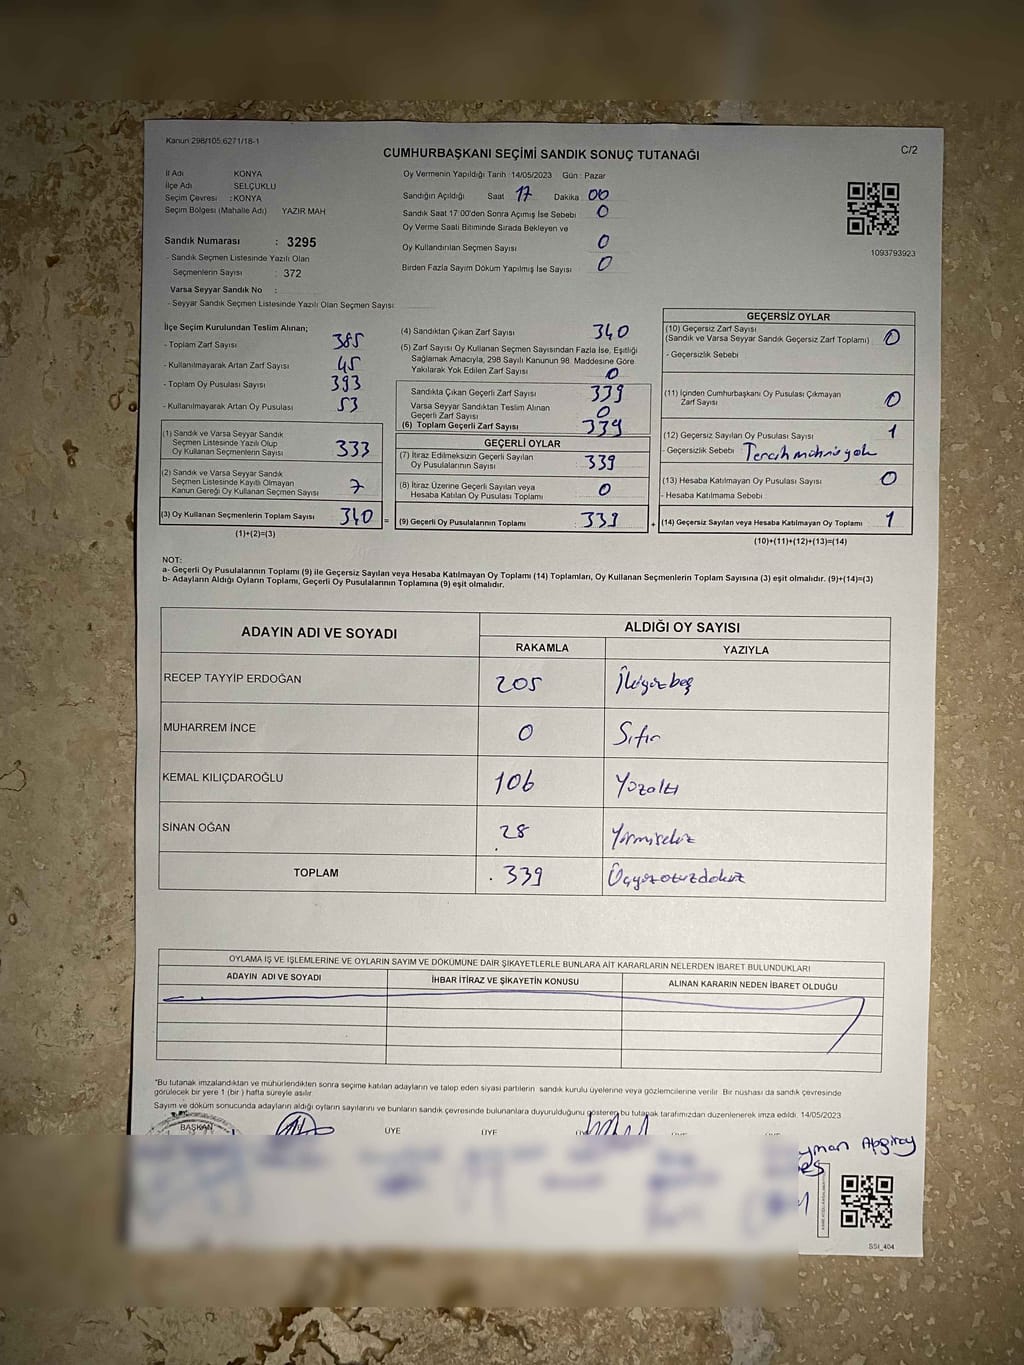 Kanun 298/105 6271/18-1
C/2
CUMHURBAŞKANI SEÇİMİ SANDIK SONUÇ TUTANAĞI
İl Adı KONYA
İlçe Adı SELÇUKLU
Seçim Çevresi : KONYA
Seçim Bölgesi (Mahalle Adı) YAZIR MAH
Sandık Numarası : 3295
- Sandık Seçmen Listesinde Yazılı Olan
Seçmenlerin Sayısı : 372
Varsa Seyyar Sandık No :
- Seyyar Sandık Seçmen Listesinde Yazılı Olan Seçmen Sayısı:
Oy Vermenin Yapıldığı Tarih : 14/05/2023 Gün : Pazar
Sandığın Açıldığı Saat 17 Dakika 00
Sandık Saat 17:00'den Sonra Açımış İse Sebebi 0
Oy Verme Saati Bitiminde Sırada Bekleyen ve
Oy Kullandırılan Seçmen Sayısı 0
Birden Fazla Sayım Döküm Yapılmış İse Sayısı 0
1093793923
İlçe Seçim Kurulundan Teslim Alınan;
- Toplam Zarf Sayısı 385
- Kullanılmayarak Artan Zarf Sayısı 45
- Toplam Oy Pusulası Sayısı 393
- Kullanılmayarak Artan Oy Pusulası 53
(1) Sandık ve Varsa Seyyar Sandık
Seçmen Listesinde Yazılı Olup
Oy Kullanan Seçmenlerin Sayısı 333
(2) Sandık ve Varsa Seyyar Sandık
Seçmen Listesinde Kayıtlı Olmayan
Kanun Gereği Oy Kullanan Seçmen Sayısı 7
(3) Oy Kullanan Seçmenlerin Toplam Sayısı 340 =
(1)+(2)=(3)
(4) Sandıktan Çıkan Zarf Sayısı 340
(5) Zarf Sayısı Oy Kullanan Seçmen Sayısından Fazla İse, Eşitliği
Sağlamak Amacıyla, 298 Sayılı Kanunun 98. Maddesine Göre
Yakılarak Yok Edilen Zarf Sayısı 0
Sandıkta Çıkan Geçerli Zarf Sayısı 339
Varsa Seyyar Sandıktan Teslim Alınan
Geçerli Zarf Sayısı 0
(6) Toplam Geçerli Zarf Sayısı 339
GEÇERLİ OYLAR
(7) İtiraz Edilmeksizin Geçerli Sayılan
Oy Pusulalarının Sayısı 339
(8) İtiraz Üzerine Geçerli Sayılan veya
Hesaba Katılan Oy Pusulası Toplamı 0
(9) Geçerli Oy Pusulalarının Toplamı 339 +
GEÇERSİZ OYLAR
(10) Geçersiz Zarf Sayısı
(Sandık ve Varsa Seyyar Sandık Geçersiz Zarf Toplamı) 0
- Geçersizlik Sebebi
(11) İçinden Cumhurbaşkanı Oy Pusulası Çıkmayan
Zarf Sayısı 0
(12) Geçersiz Sayılan Oy Pusulası Sayısı 1
- Geçersizlik Sebebi Tercih mührü yok
(13) Hesaba Katılmayan Oy Pusulası Sayısı 0
- Hesaba Katılmama Sebebi
(14) Geçersiz Sayılan veya Hesaba Katılmayan Oy Toplamı 1
(10)+(11)+(12)+(13)=(14)
NOT:
a- Geçerli Oy Pusulalarının Toplamı (9) ile Geçersiz Sayılan veya Hesaba Katılmayan Oy Toplamı (14) Toplamları, Oy Kullanan Seçmenlerin Toplam Sayısına (3) eşit olmalıdır. (9)+(14)=(3)
b- Adayların Aldığı Oyların Toplamı, Geçerli Oy Pusulalarının Toplamına (9) eşit olmalıdır.
ADAYIN ADI VE SOYADI
ALDIĞI OY SAYISI
RAKAMLA YAZIYLA
RECEP TAYYİP ERDOĞAN 205 İkiyüzbeş
MUHARREM İNCE 0 Sıfır
KEMAL KILIÇDAROĞLU 106 Yüzaltı
SİNAN OĞAN 28 Yirmisekiz
TOPLAM 339 Üçyüzotuzdokuz
OYLAMA İŞ VE İŞLEMLERİNE VE OYLARIN SAYIM VE DÖKÜMÜNE DAİR ŞİKAYETLERLE BUNLARA AİT KARARLARIN NELERDEN İBARET BULUNDUKLARI
ADAYIN ADI VE SOYADI İHBAR İTİRAZ VE ŞİKAYETİN KONUSU ALINAN KARARIN NEDEN İBARET OLDUĞU
"Bu tutanak imzalandıktan ve mühürlendikten sonra seçime katılan adayların ve talep eden siyasi partilerin sandık kurulu üyelerine veya gözlemcilerine verilir. Bir nüshası da sandık çevresinde
görülecek bir yere 1 (bir) hafta süreyle asılır.
Sayım ve döküm sonucunda adayların aldığı oyların sayılarını ve bunların sandık çevresinde bulunanlara duyurulduğunu gösteren bu tutanak tarafımızdan düzenlenerek imza edildi. 14/05/2023
BAŞKAN ÜYE ÜYE
SSI_404